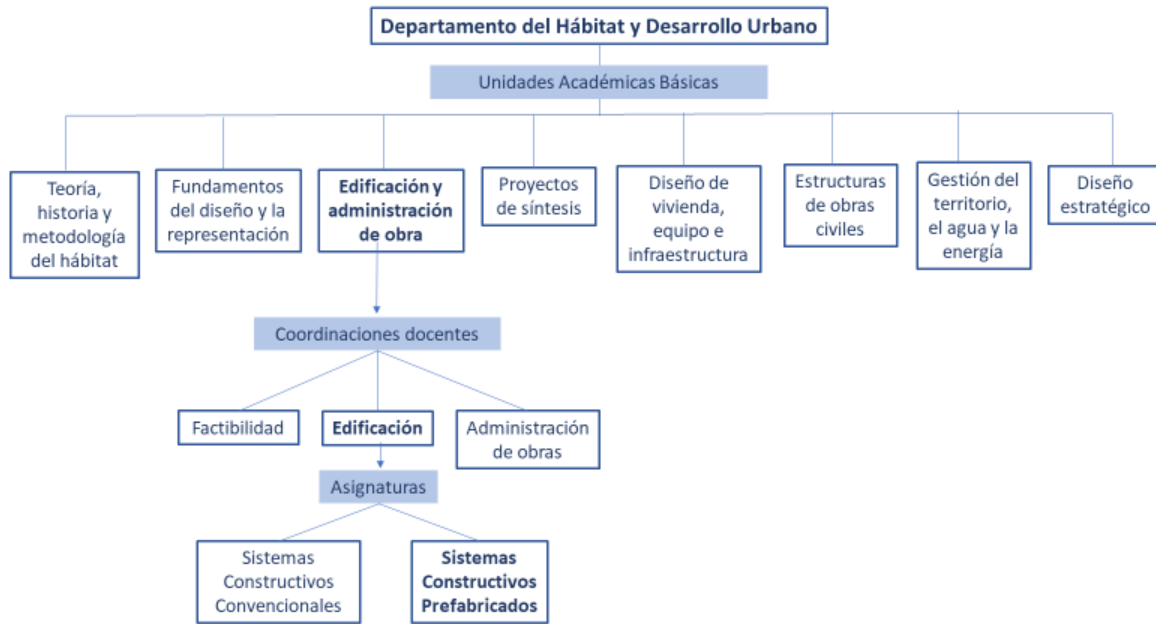 Departamento del Hábitat y Desarrollo Urbano
Unidades Académicas Básicas
Teoría,
historia y
metodología
del hábitat
Fundamentos
del diseño y la
representación
Edificación y
administración
de obra
Proyectos
de síntesis
Diseño de
vivienda,
equipo e
infraestructura
Estructuras
de obras
civiles
Gestión del
territorio,
el agua y la
energía
Diseño
estratégico
Coordinaciones docentes
Factibilidad
Edificación
Administración
de obras
Asignaturas
Sistemas
Constructivos
Convencionales
Sistemas
Constructivos
Prefabricados